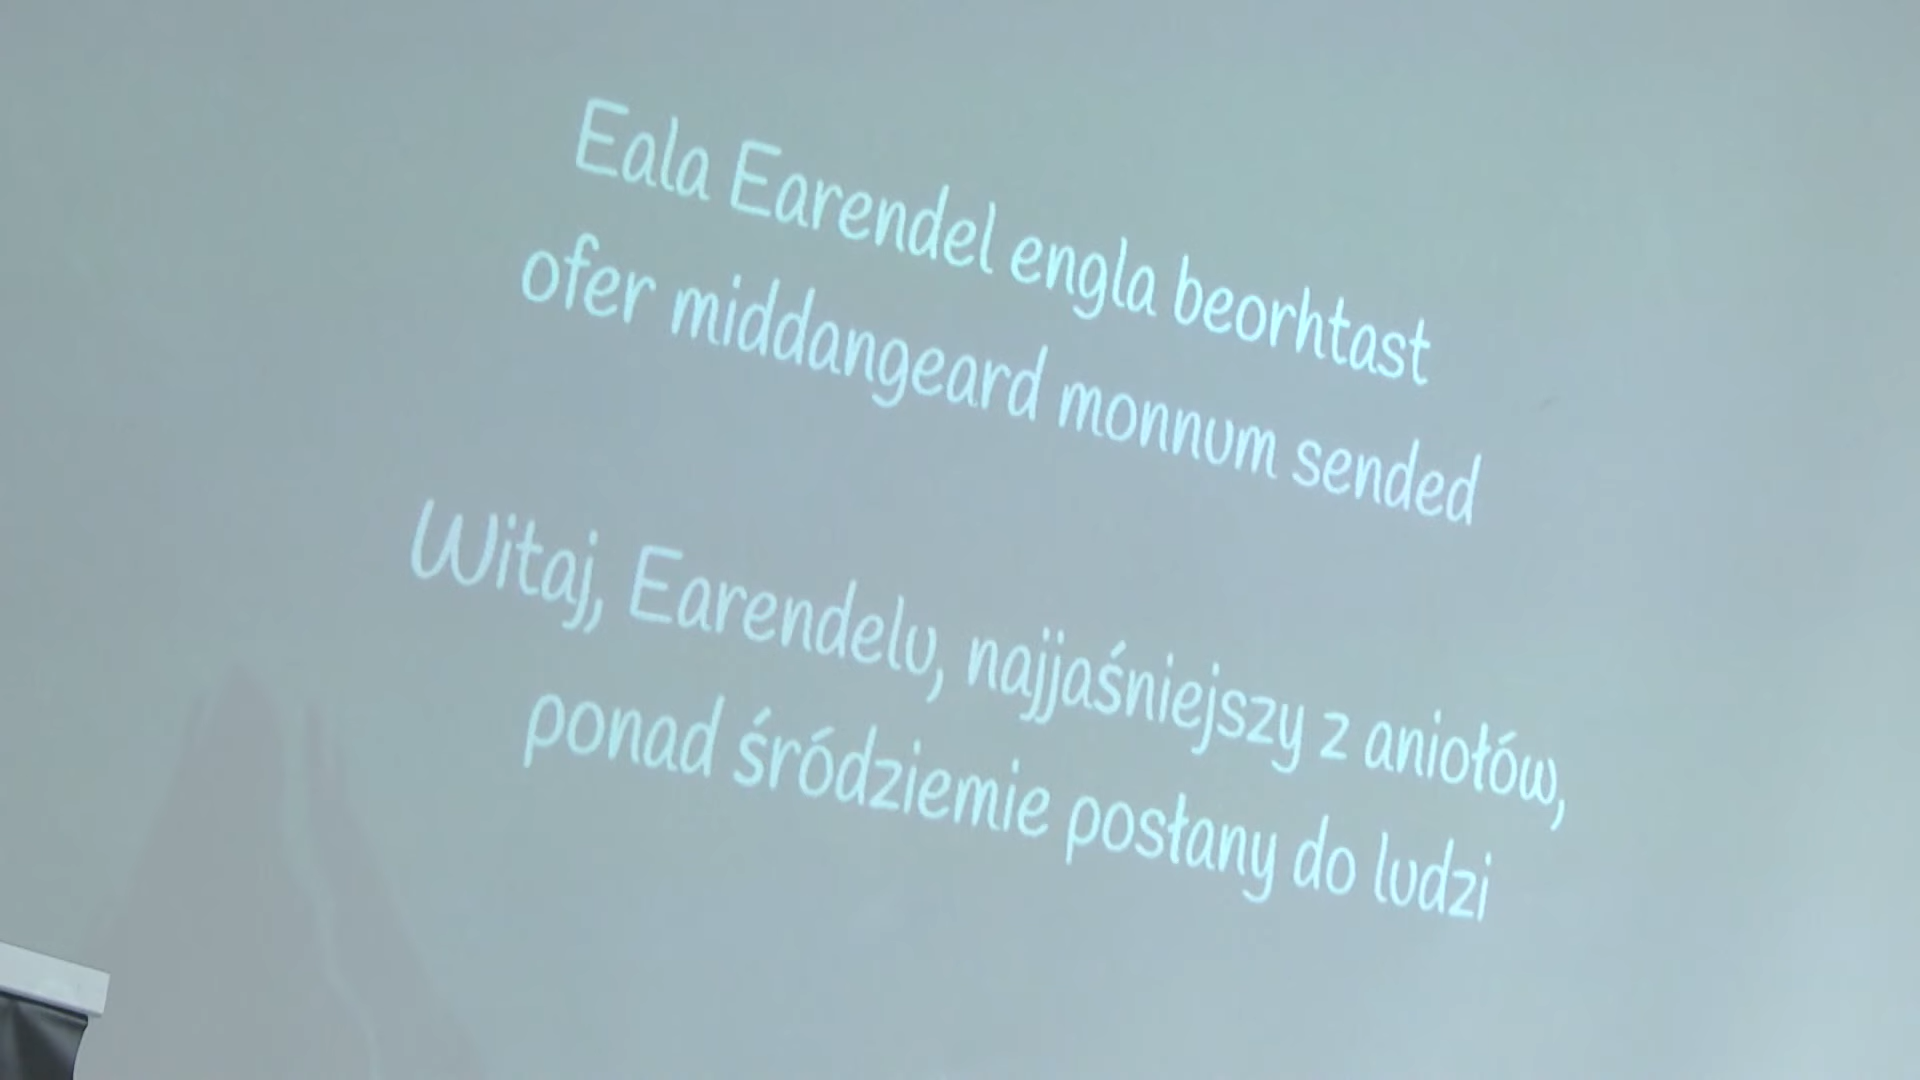 Eala Earendel engla beorhtast
ofer middangeard monnum sended
Witaj, Earendelu, najjaśniejszy z aniołów,
ponad śródziemie posłany do ludzi